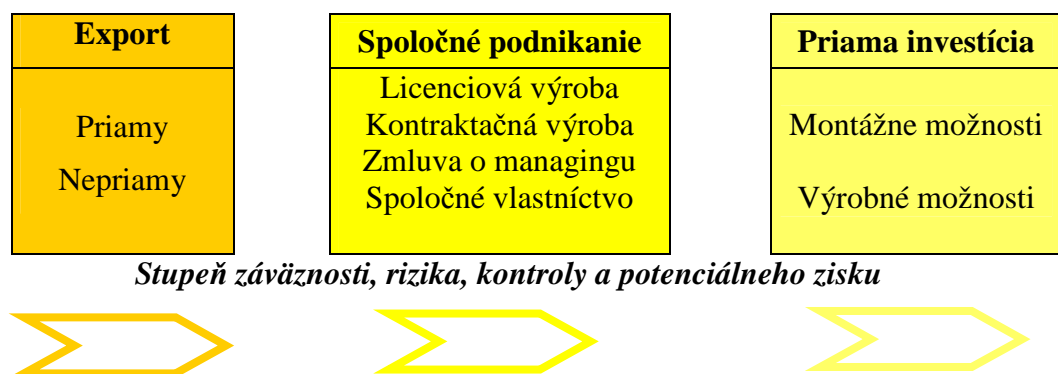 Export
Priamy
Nepriamy
Spoločné podnikanie
Licenciová výroba
Kontraktačná výroba
Zmluva o managingu
Spoločné vlastníctvo
Priama investícia
Montážne možnosti
Výrobné možnosti
Stupeň záväznosti, rizika, kontroly a potenciálneho zisku